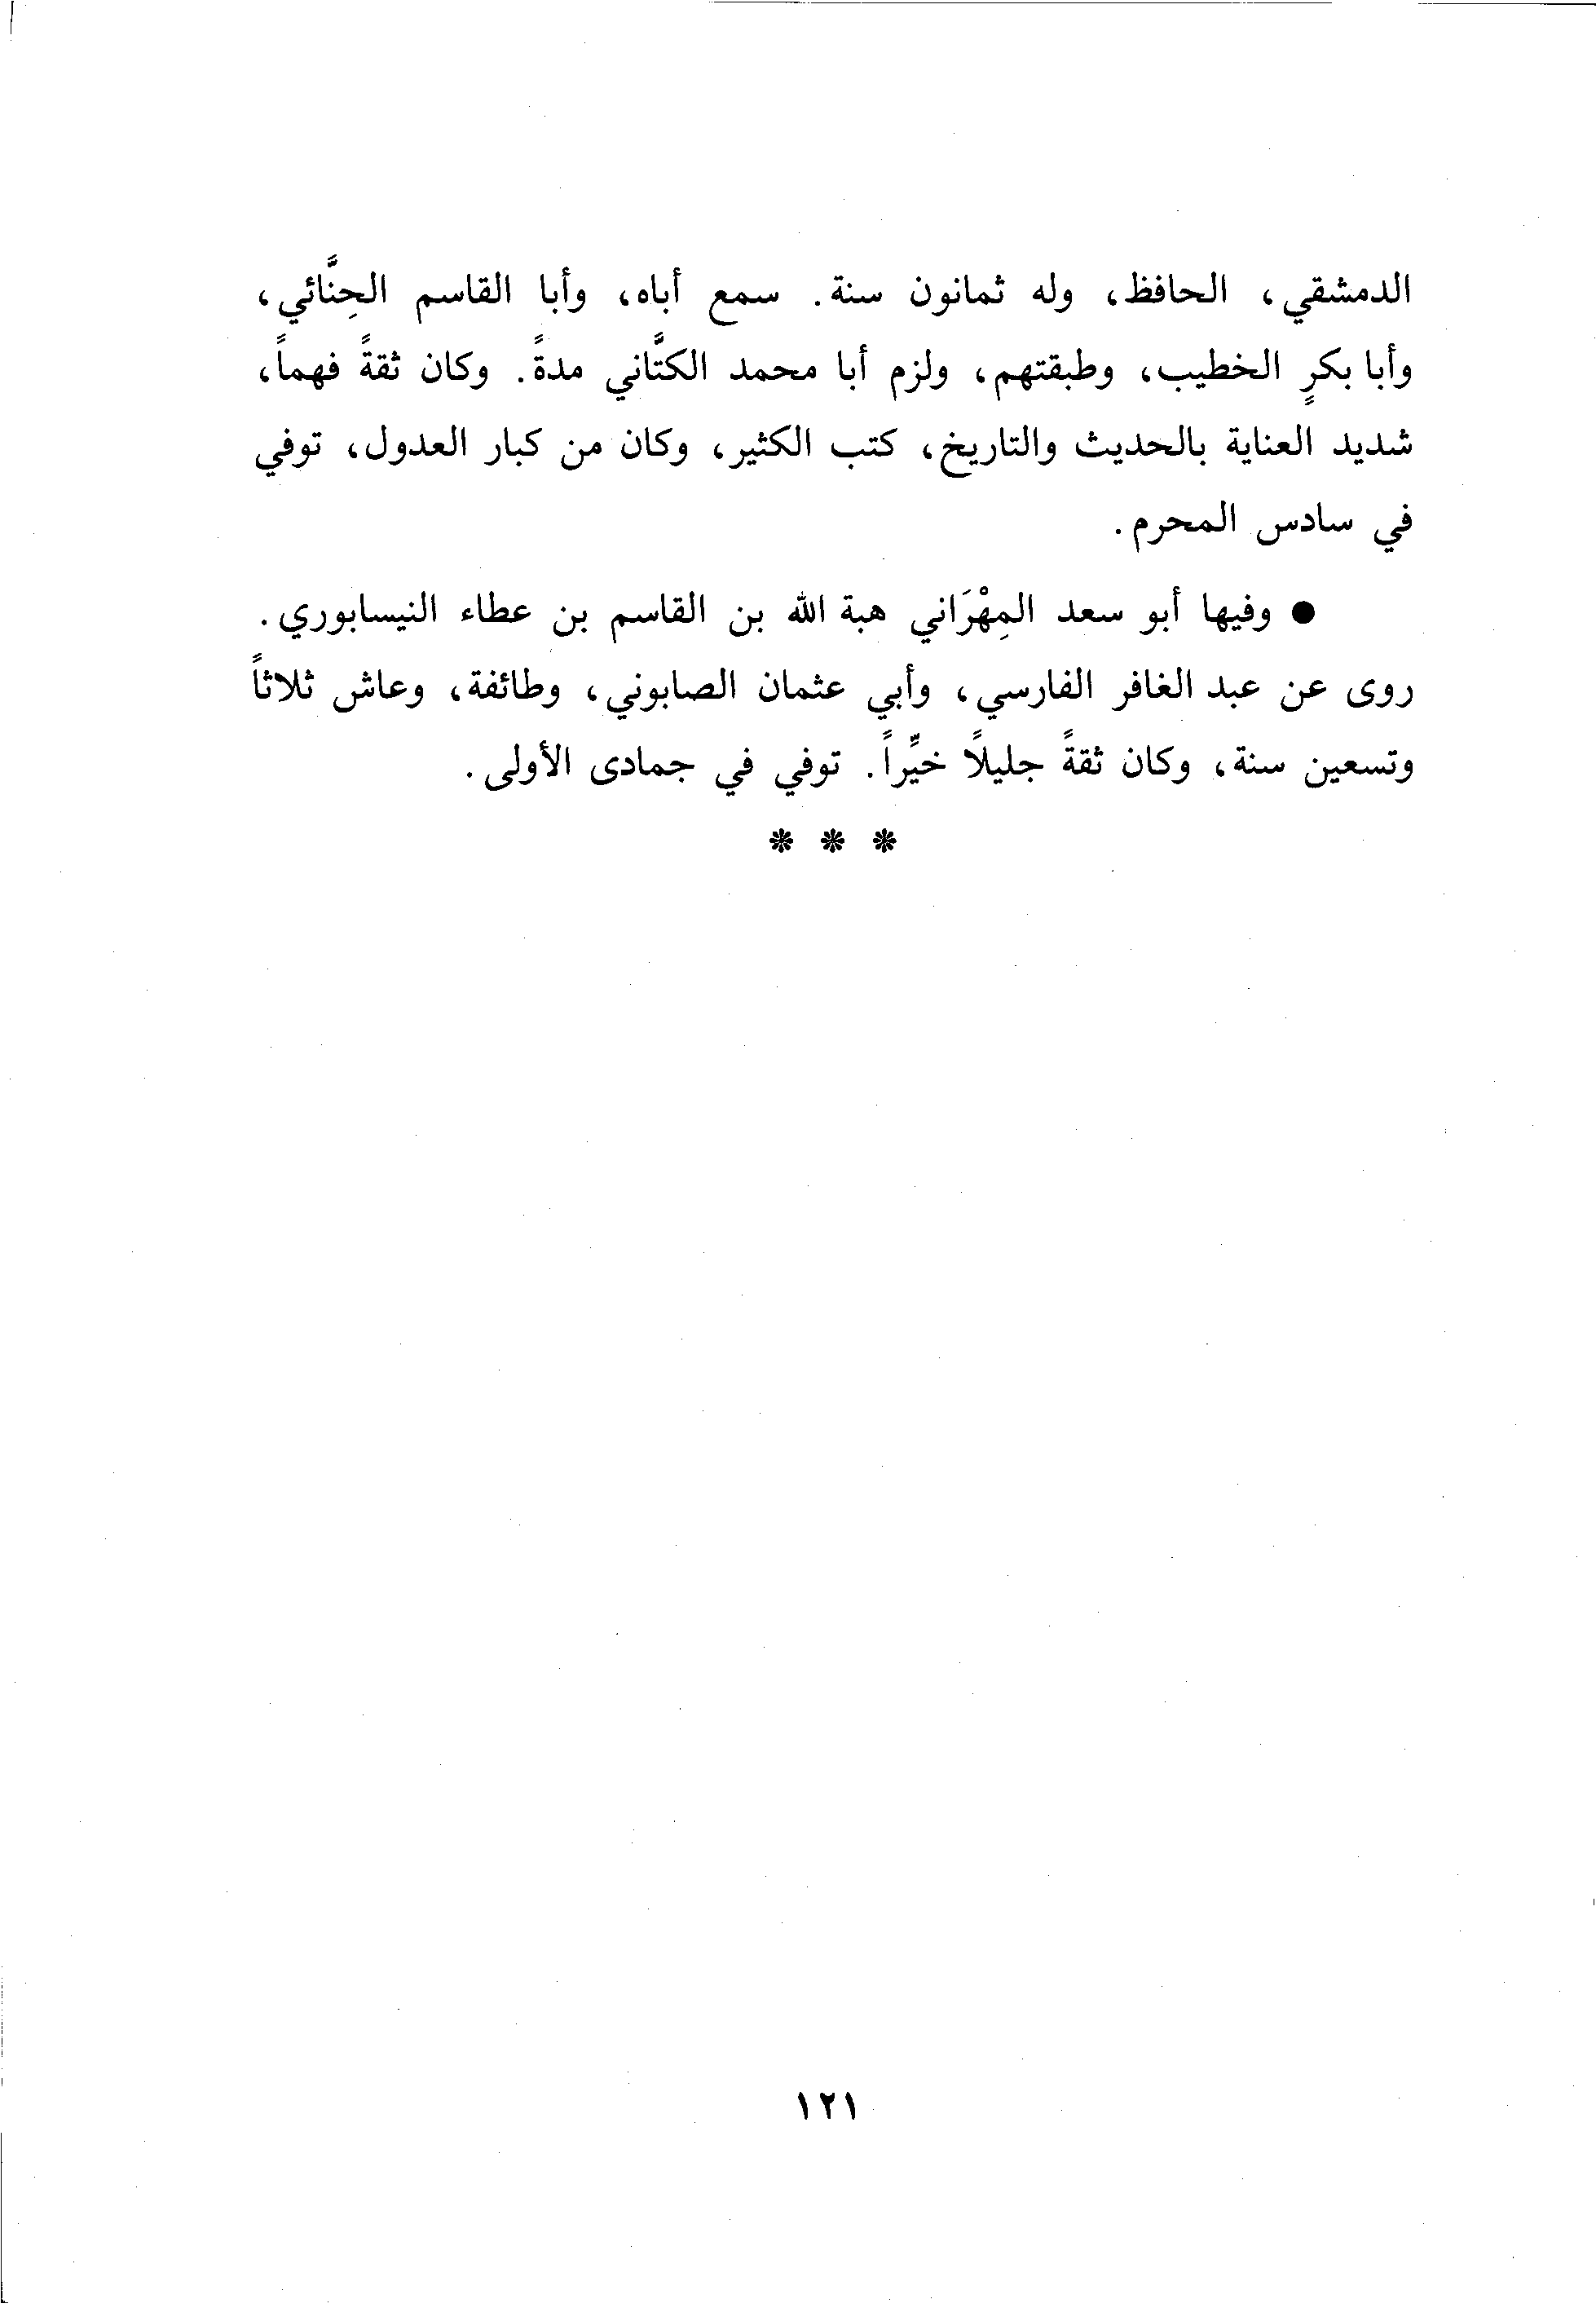 الدمشقي، الحافظ، وله ثمانون سنة. سمع أباه، وأبا القاسم الحِنَّائي،
وأبا بكرٍ الخطيب، وطبقتهم، ولزم أبا محمد الكتَّاني مدةً. وكان ثقةً فهماً،
شديد العناية بالحديث والتاريخ، كتب الكثير، وكان من كبار العدول، توفي
في سادس المحرم.
● وفيها أبو سعد المِهْرَاني هبة الله بن القاسم بن عطاء النيسابوري.
روى عن عبد الغافر الفارسي، وأبي عثمان الصابوني، وطائفة، وعاش ثلاثاً
وتسعين سنة، وكان ثقةً جليلاً خيِّراً. توفي في جمادى الأولى.
* * *
١٢١